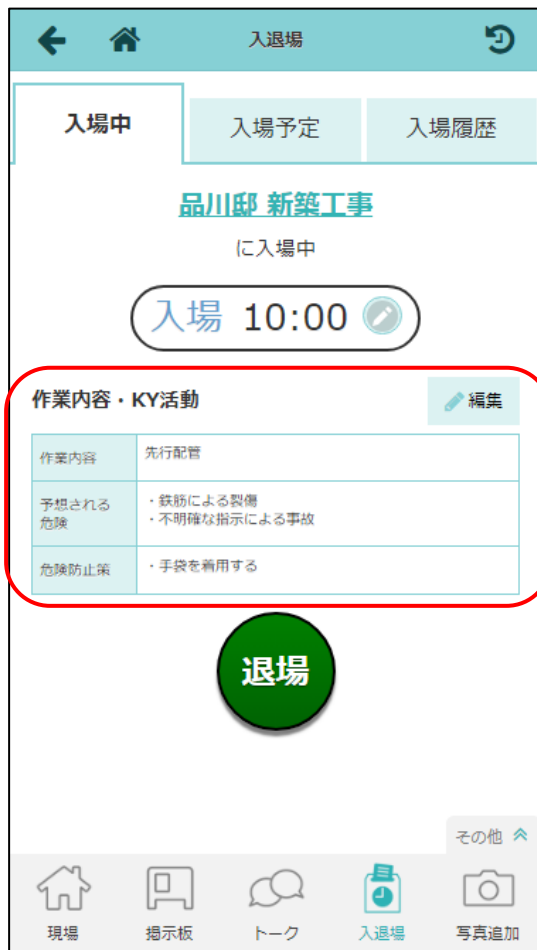 入退場
入場中
入場予定
入場履歴
品川邸 新築工事
に入場中
入場 10:00
作業内容・KY活動
編集
作業内容
先行配管
予想される
危険
・鉄筋による裂傷
・不明確な指示による事故
危険防止策
・手袋を着用する
退場
その他
現場
掲示板
トーク
入退場
写真追加